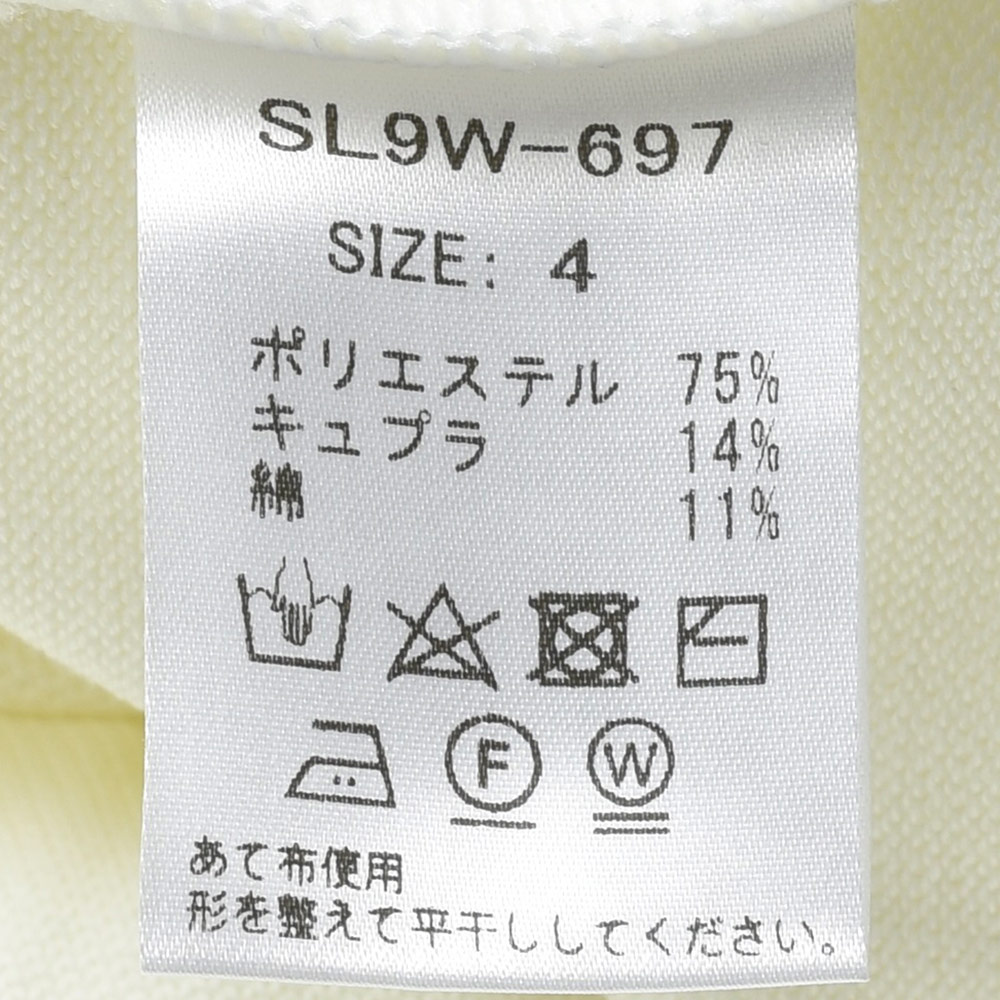 SL9W-697
SIZE: 4
ポリエステル 75%
キュプラ 14%
綿 11%
F W
あて布使用
形を整えて平干ししてください。